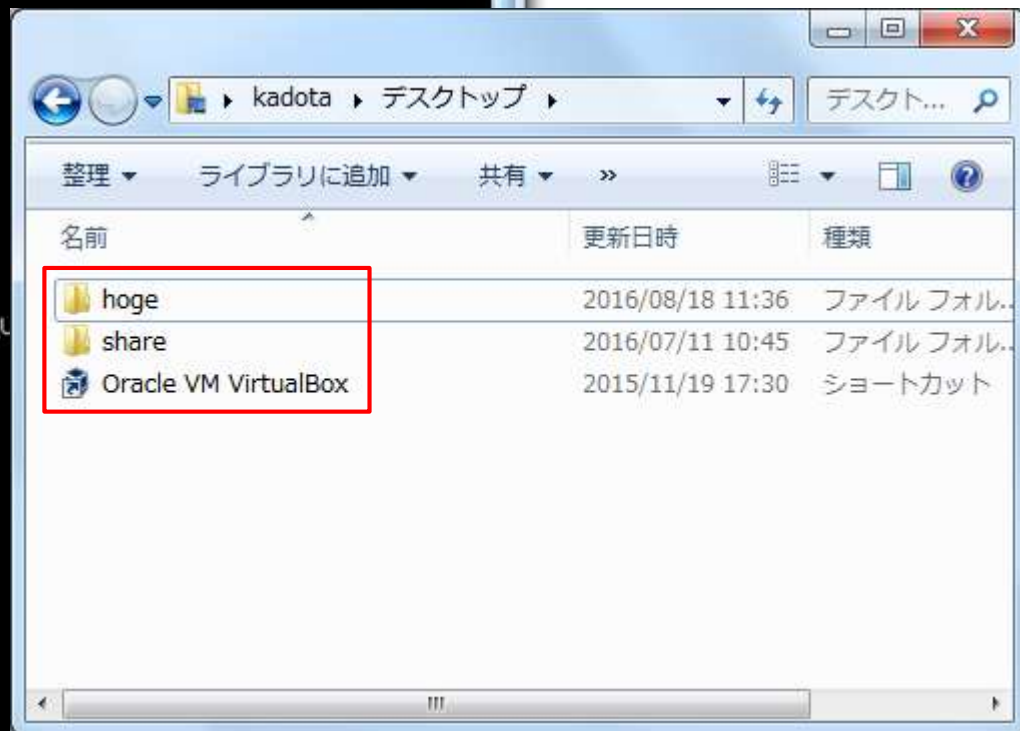 kadota デスクトップ デスクト...
整理 ライブラリに追加 共有 »
名前 更新日時 種類
hoge 2016/08/18 11:36 ファイル フォル...
share 2016/07/11 10:45 ファイル フォル...
Oracle VM VirtualBox 2015/11/19 17:30 ショートカット